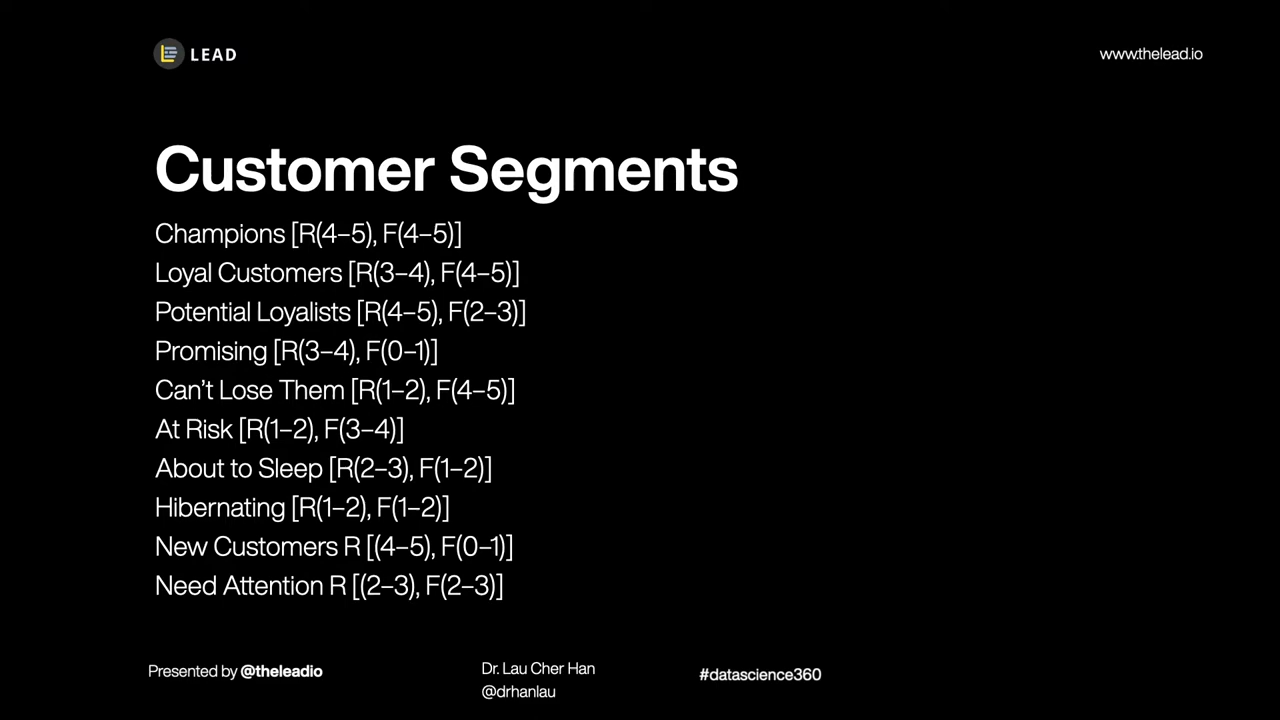 LEAD
www.thelead.io
Customer Segments
Champions [R(4–5), F(4–5)]
Loyal Customers [R(3–4), F(4–5)]
Potential Loyalists [R(4–5), F(2–3)]
Promising [R(3–4), F(0–1)]
Can’t Lose Them [R(1–2), F(4–5)]
At Risk [R(1–2), F(3–4)]
About to Sleep [R(2–3), F(1–2)]
Hibernating [R(1–2), F(1–2)]
New Customers R [(4–5), F(0–1)]
Need Attention R [(2–3), F(2–3)]
Presented by @theleadio
Dr. Lau Cher Han
@drhanlau
#datascience360